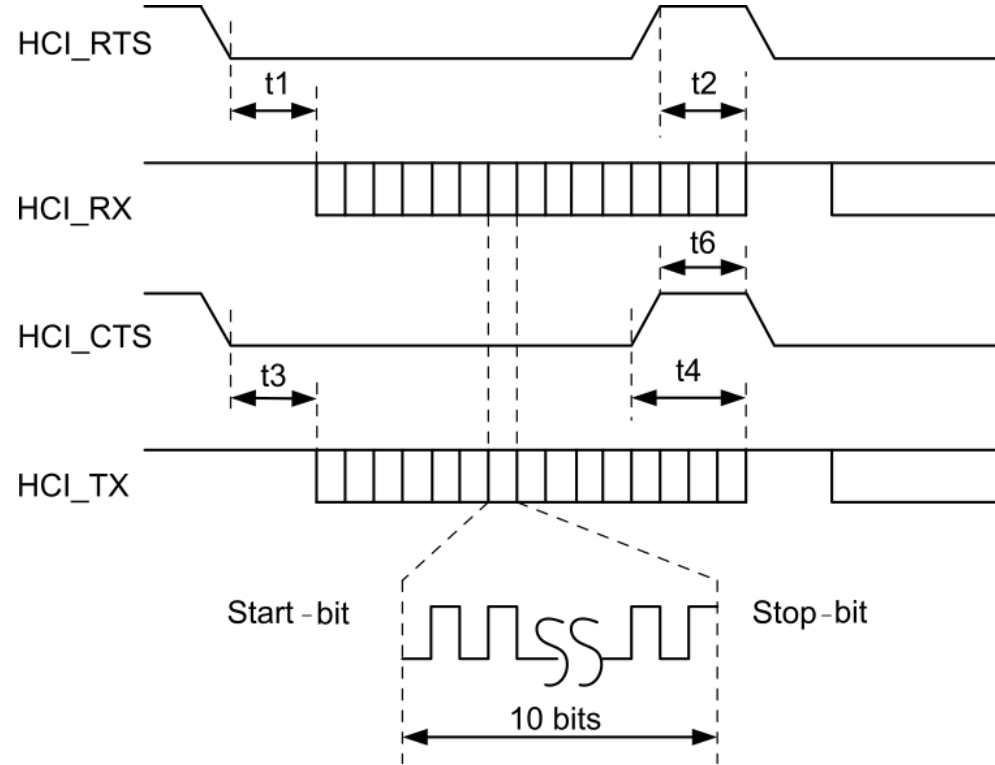 HCI_RTS
t1
t2
HCI_RX
t6
HCI_CTS
t3
t4
HCI_TX
Start-bit
Stop-bit
10 bits